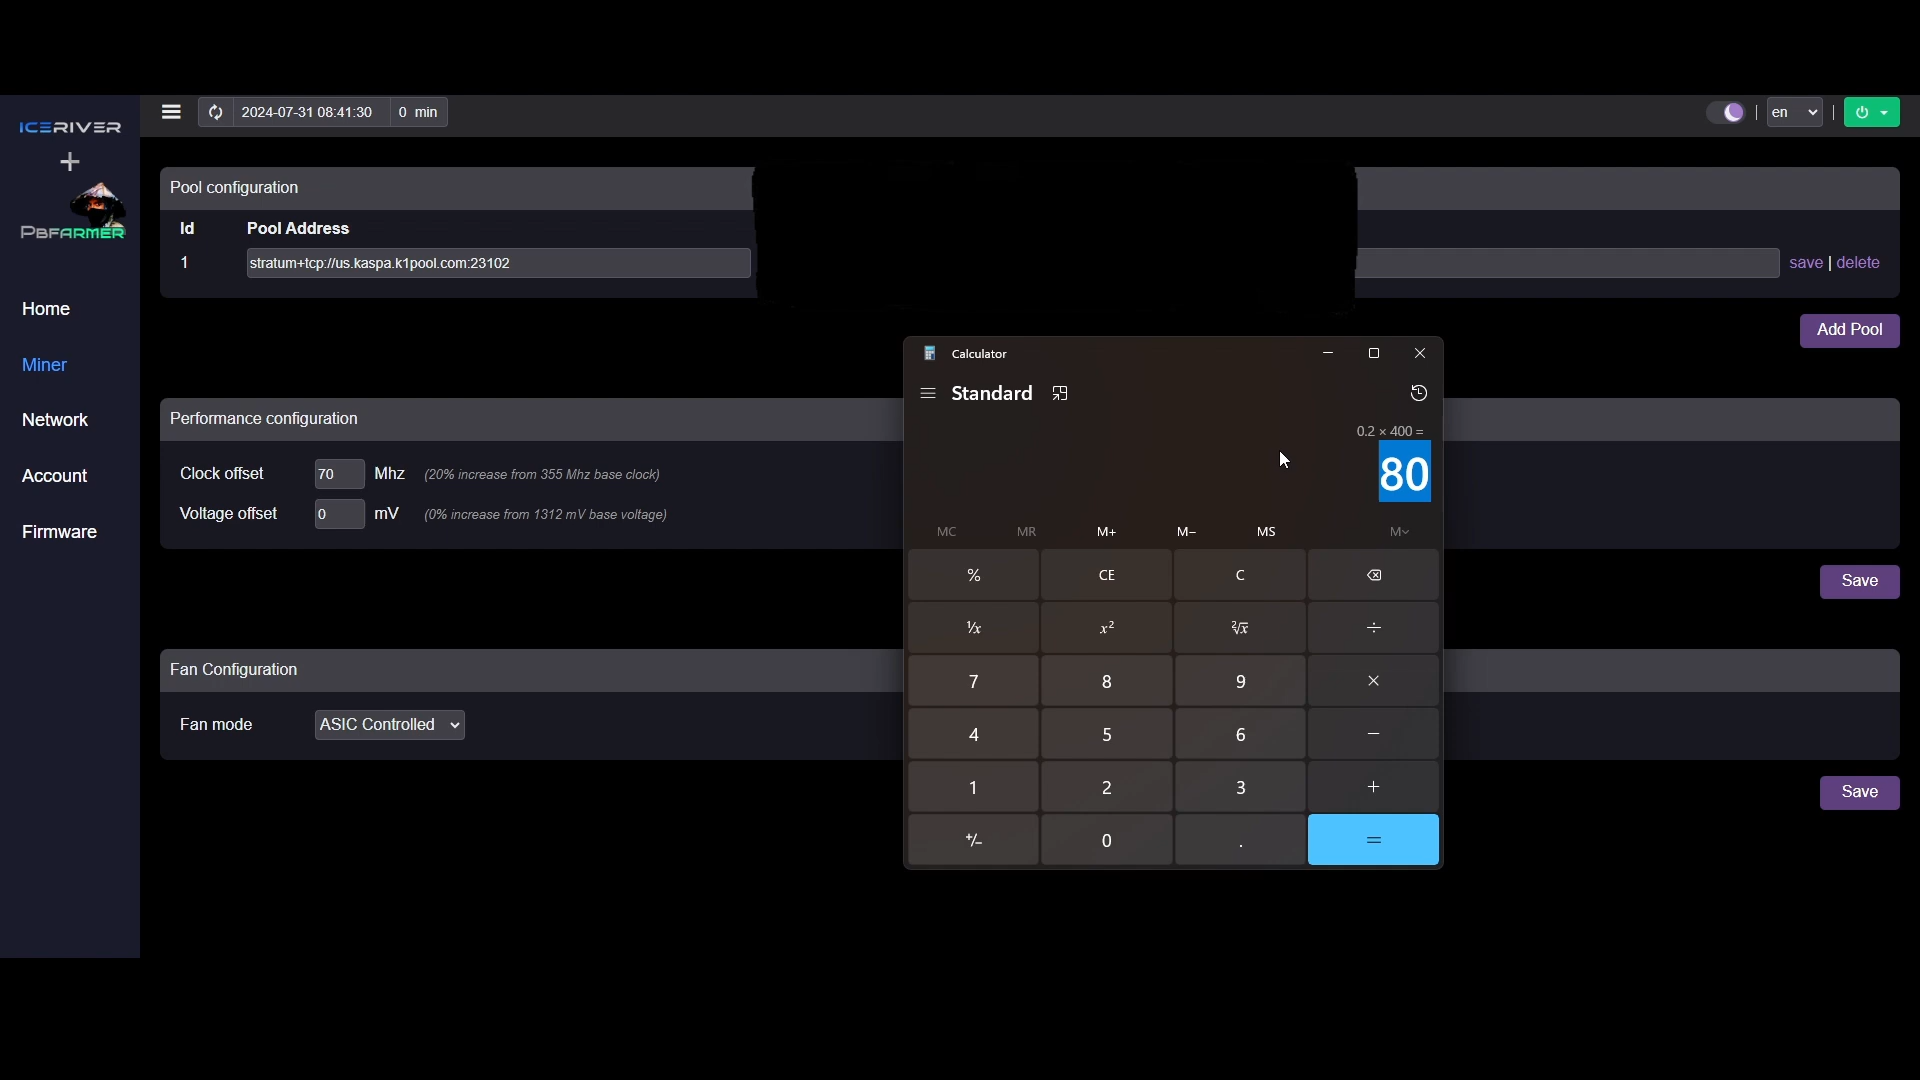 ICERIVER
+
PBFARMER
Home
Miner
Network
Account
Firmware
2024-07-31 08:41:30 0 min
en
Pool configuration
Id Pool Address
1 stratum+tcp://us.kaspa.k1pool.com:23102 save | delete
Add Pool
Performance configuration
Clock offset 70 Mhz (20% increase from 355 Mhz base clock)
Voltage offset 0 mV (0% increase from 1312 mV base voltage)
Save
Fan Configuration
Fan mode ASIC Controlled
Save
Calculator
Standard
0.2 × 400 =
80
MC MR M+ M− MS M˅
% CE C
⅟x x² ²√x ÷
7 8 9 ×
4 5 6 −
1 2 3 +
+/− 0 . =